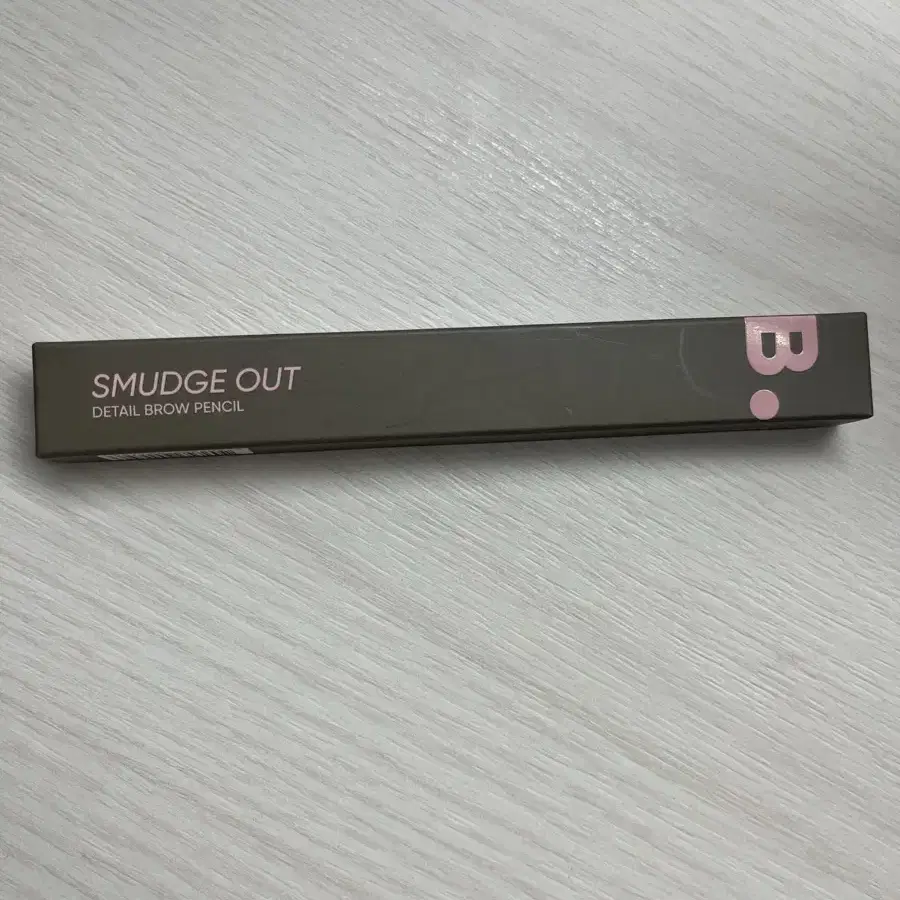 SMUDGE OUT
DETAIL BROW PENCIL
B.